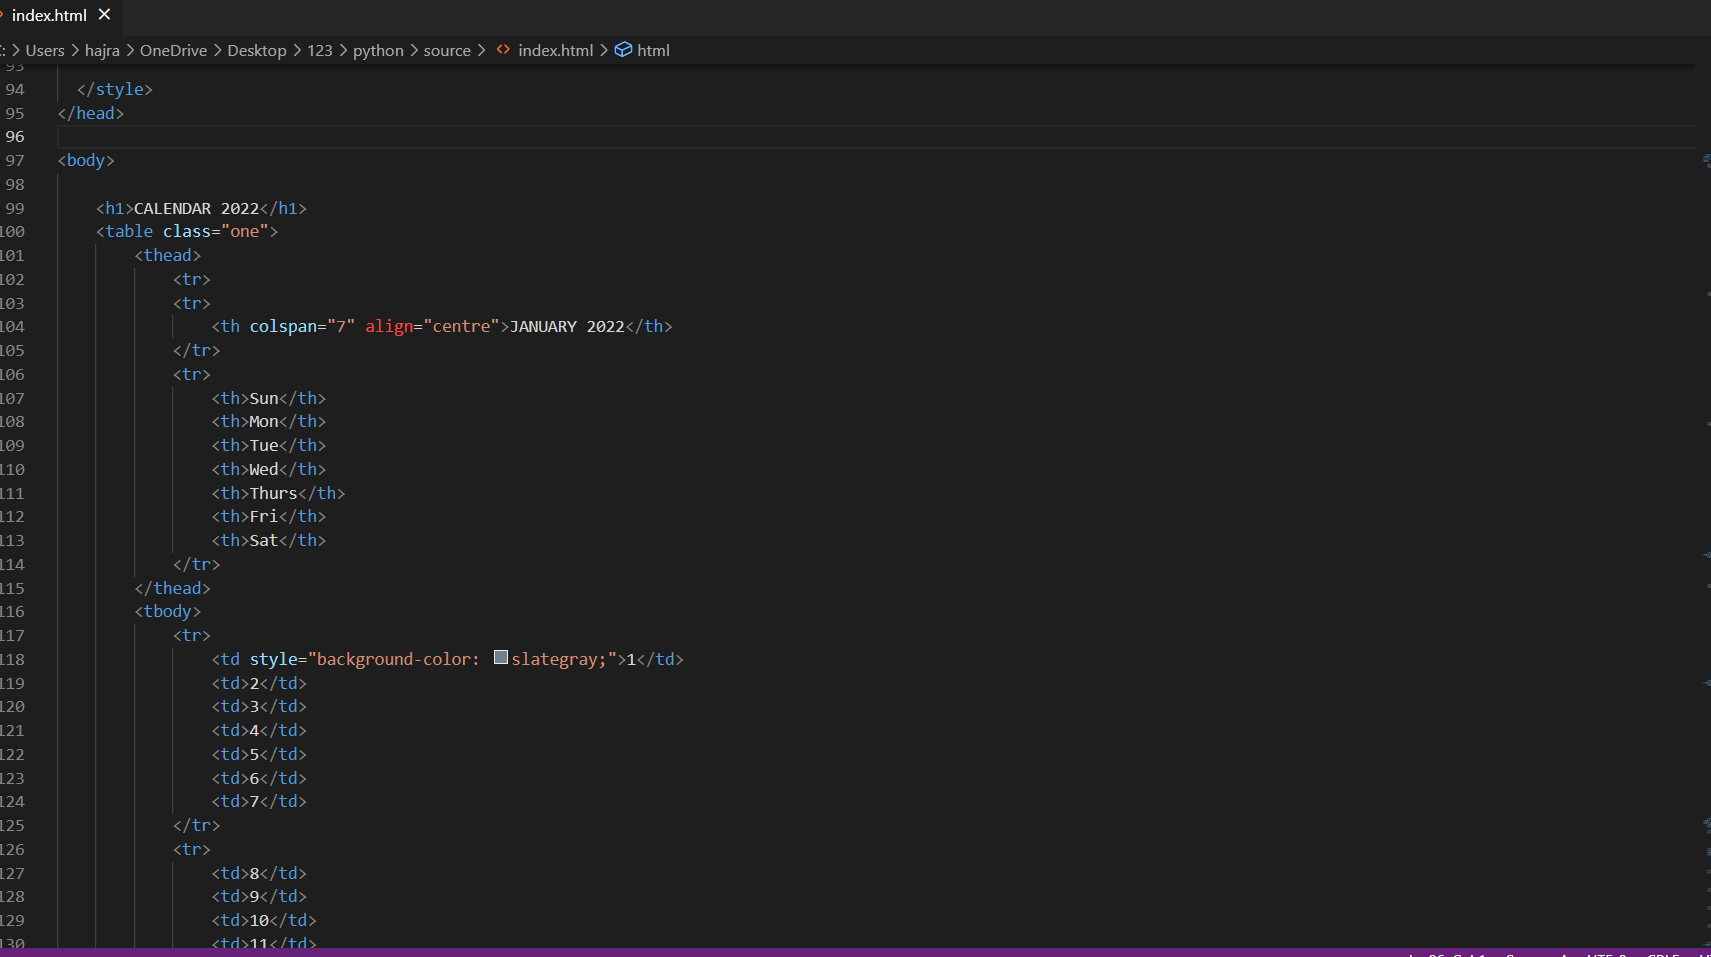 index.html
: > Users > hajra > OneDrive > Desktop > 123 > python > source > index.html > html
93
94 </style>
95 </head>
96
97 <body>
98
99 <h1>CALENDAR 2022</h1>
100 <table class="one">
101 <thead>
102 <tr>
103 <tr>
104 <th colspan="7" align="centre">JANUARY 2022</th>
105 </tr>
106 <tr>
107 <th>Sun</th>
108 <th>Mon</th>
109 <th>Tue</th>
110 <th>Wed</th>
111 <th>Thurs</th>
112 <th>Fri</th>
113 <th>Sat</th>
114 </tr>
115 </thead>
116 <tbody>
117 <tr>
118 <td style="background-color: slategray;">1</td>
119 <td>2</td>
120 <td>3</td>
121 <td>4</td>
122 <td>5</td>
123 <td>6</td>
124 <td>7</td>
125 </tr>
126 <tr>
127 <td>8</td>
128 <td>9</td>
129 <td>10</td>
130 <td>11</td>